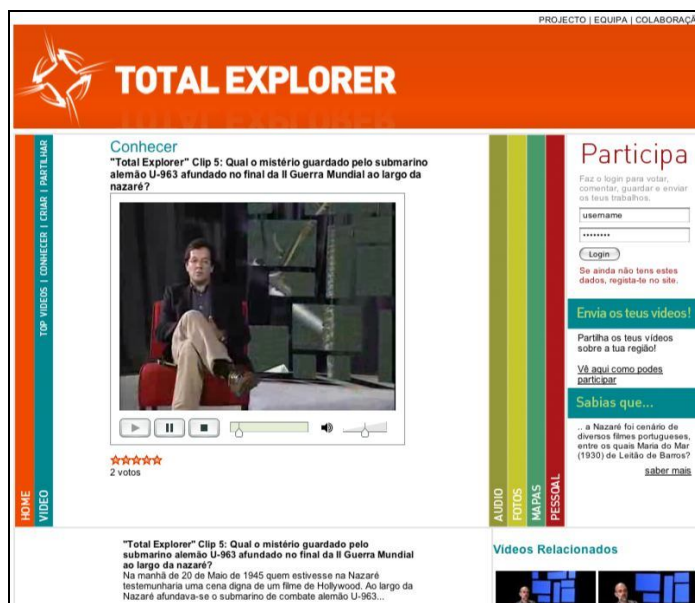 PROJECTO | EQUIPA | COLABORAÇÃ
TOTAL EXPLORER
HOME
VIDEO
TOP VIDEOS | CONHECER | CRIAR | PARTILHAR
Conhecer
"Total Explorer" Clip 5: Qual o mistério guardado pelo submarino
alemão U-963 afundado no final da II Guerra Mundial ao largo da
nazaré?
2 votos
AUDIO
FOTOS
MAPAS
PESSOAL
Participa
Faz o login para votar,
comentar, guardar e enviar
os teus trabalhos.
username
Login
Se ainda não tens estes
dados, regista-te no site.
Envia os teus videos!
Partilha os teus vídeos
sobre a tua região!
Vê aqui como podes
participar
Sabias que...
.. a Nazaré foi cenário de
diversos filmes portugueses,
entre os quais Maria do Mar
(1930) de Leitão de Barros?
saber mais
"Total Explorer" Clip 5: Qual o mistério guardado pelo
submarino alemão U-963 afundado no final da II Guerra Mundial
ao largo da nazaré?
Na manhã de 20 de Maio de 1945 quem estivesse na Nazaré
testemunharia uma cena digna de um filme de Hollywood. Ao largo da
Nazaré afundava-se o submarino de combate alemão U-963...
Videos Relacionados